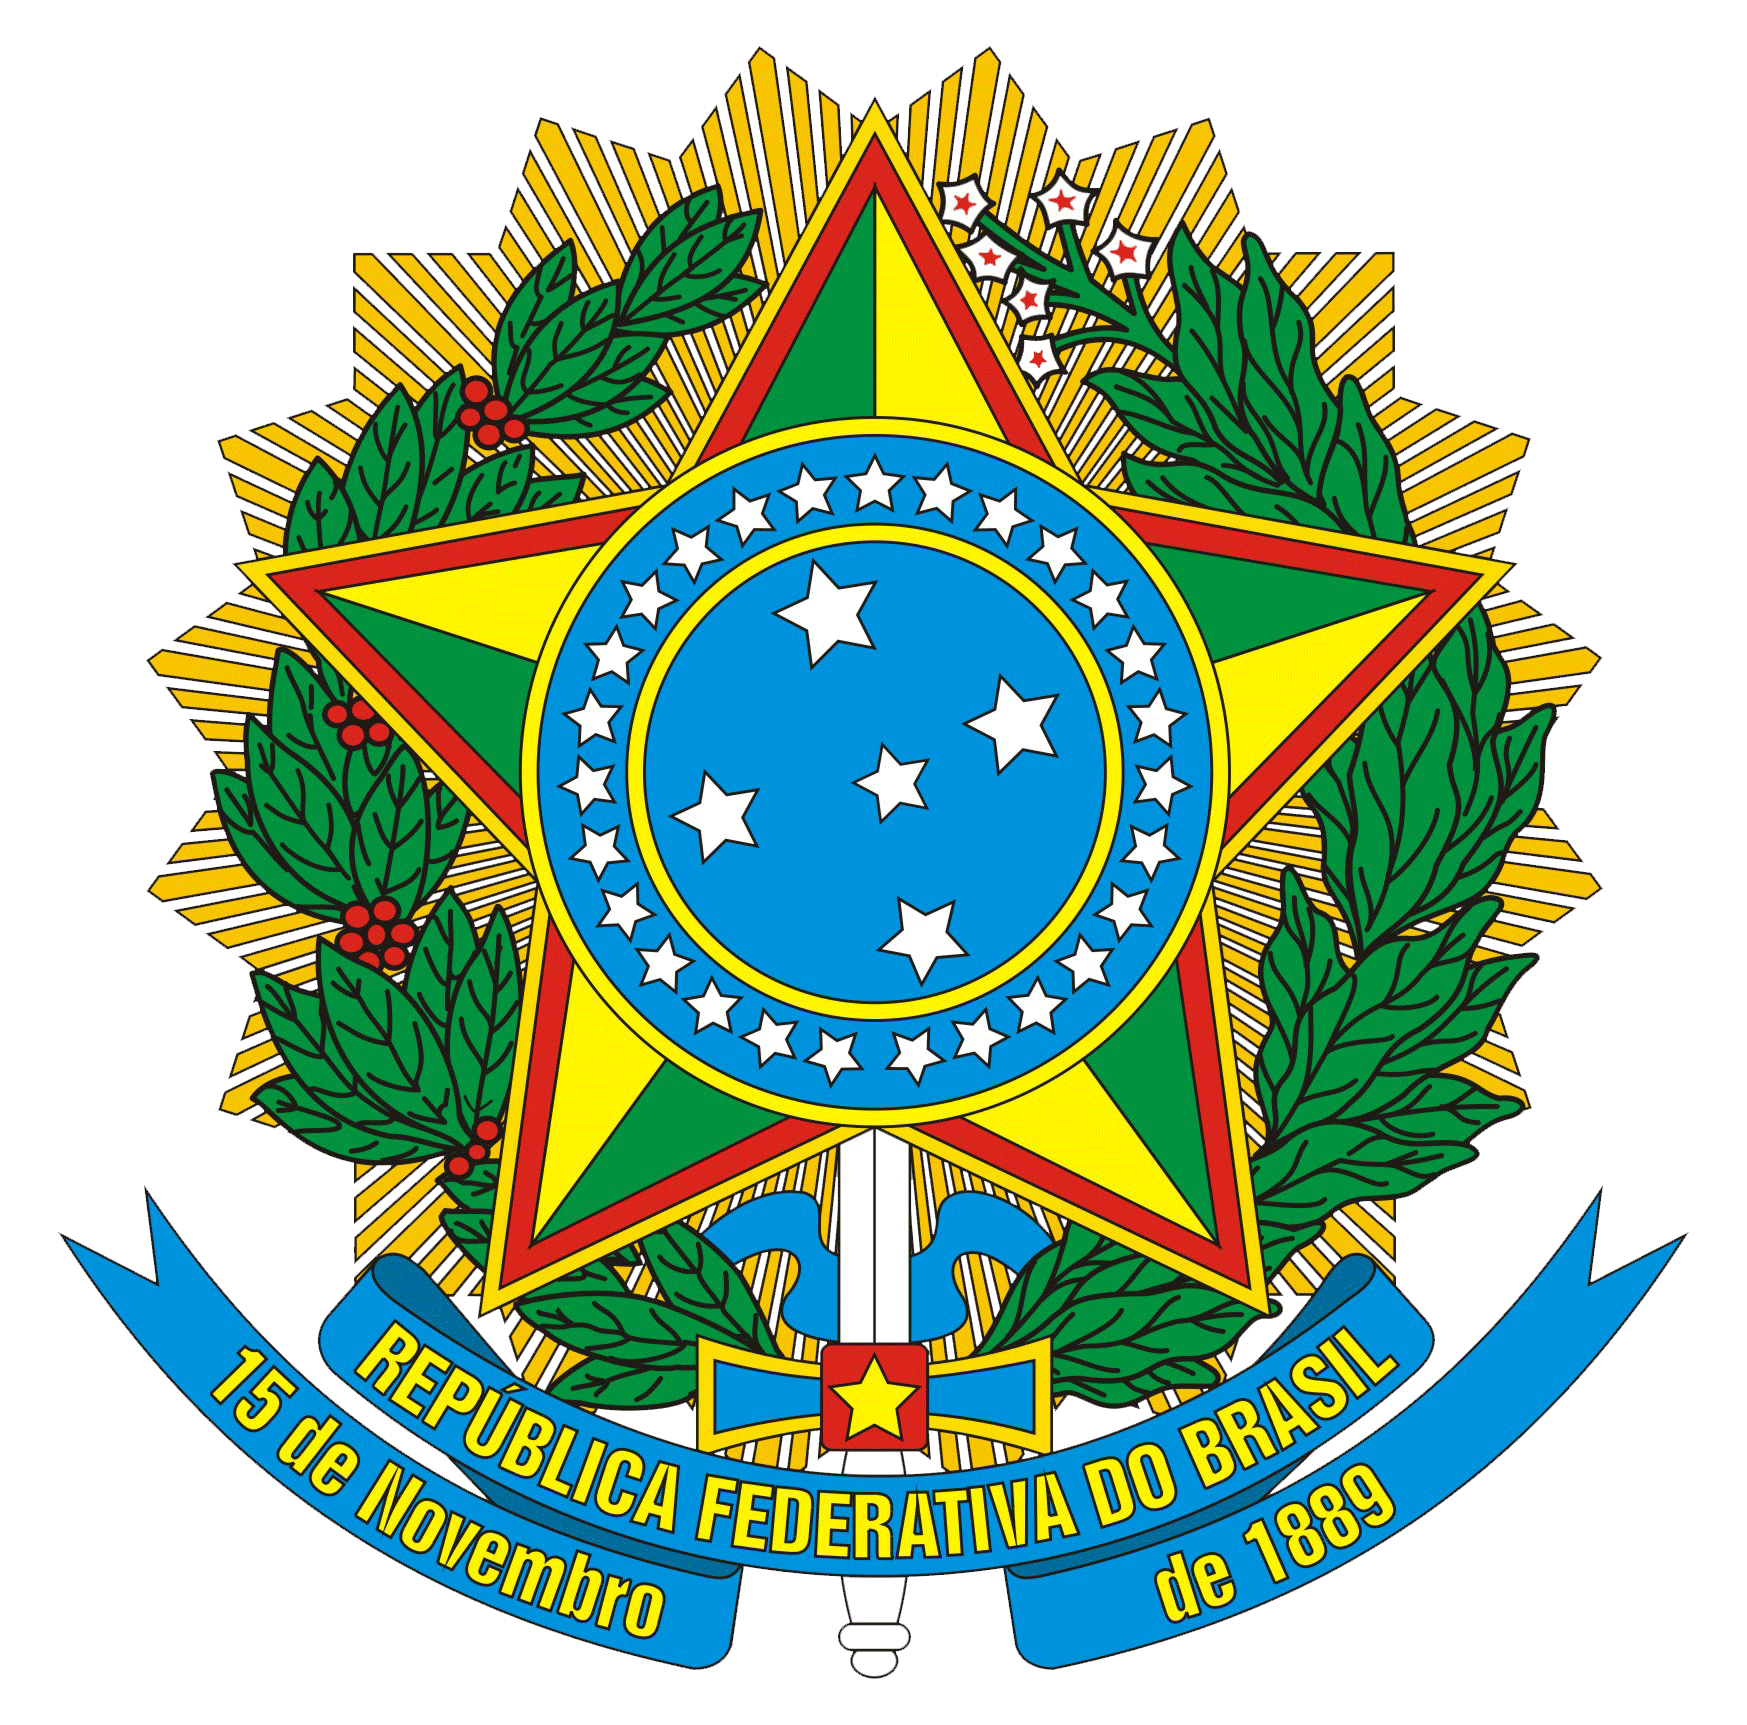 REPÚBLICA FEDERATIVA DO BRASIL
15 de Novembro
de 1889